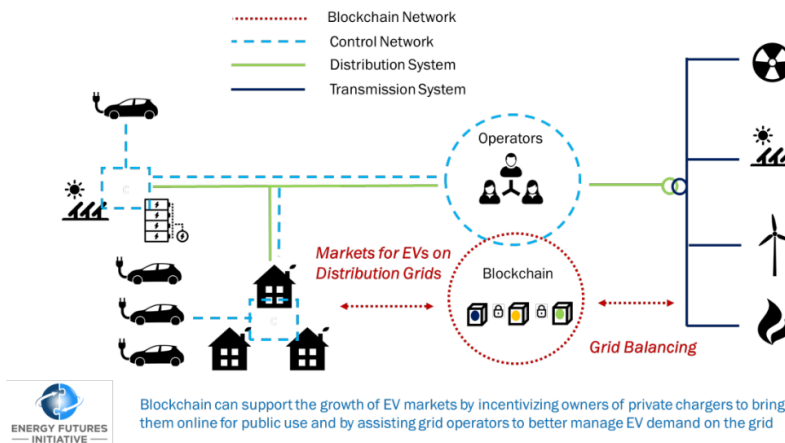 Blockchain Network
Control Network
Distribution System
Transmission System
Operators
Markets for EVs on
Distribution Grids
Blockchain
Grid Balancing
ENERGY FUTURES
INITIATIVE
Blockchain can support the growth of EV markets by incentivizing owners of private chargers to bring
them online for public use and by assisting grid operators to better manage EV demand on the grid